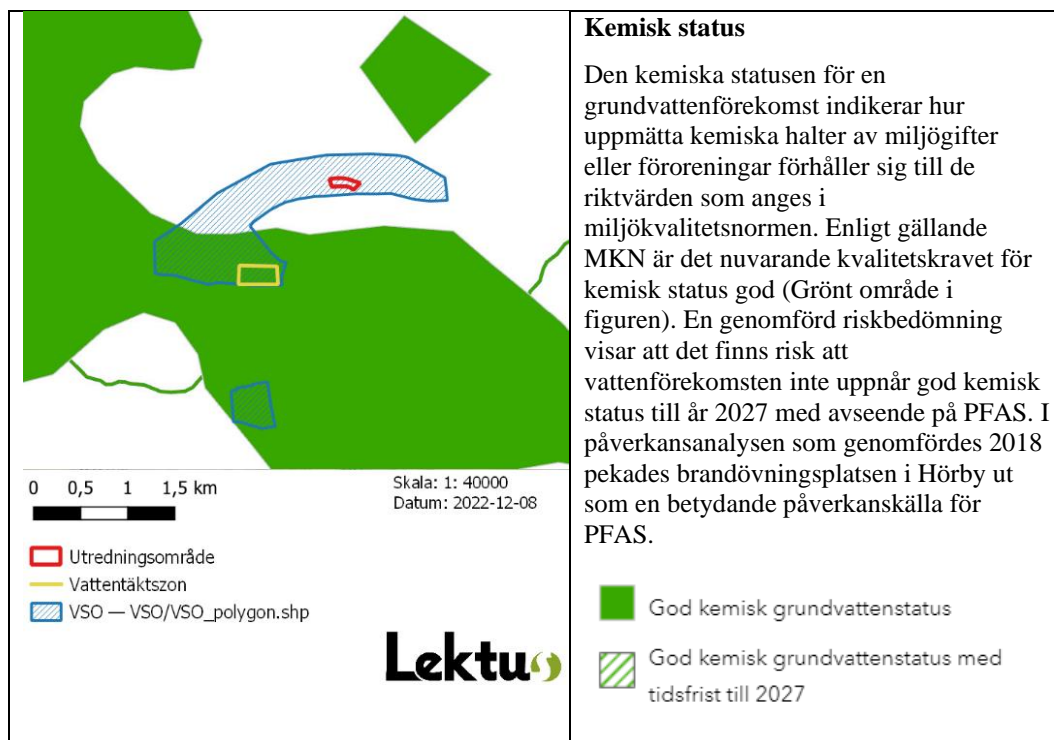 Kemisk status
Den kemiska statusen för en
grundvattenförekomst indikerar hur
uppmätta kemiska halter av miljögifter
eller föroreningar förhåller sig till de
riktvärden som anges i
miljökvalitetsnormen. Enligt gällande
MKN är det nuvarande kvalitetskravet för
kemisk status god (Grönt område i
figuren). En genomförd riskbedömning
visar att det finns risk att
vattenförekomsten inte uppnår god kemisk
status till år 2027 med avseende på PFAS. I
påverkansanalysen som genomfördes 2018
pekades brandövningsplatsen i Hörby ut
som en betydande påverkanskälla för
PFAS.
0 0,5 1 1,5 km
Skala: 1: 40000
Datum: 2022-12-08
Utredningsområde
Vattentäktszon
VSO — VSO/VSO_polygon.shp
Lektus
God kemisk grundvattenstatus
God kemisk grundvattenstatus med
tidsfrist till 2027